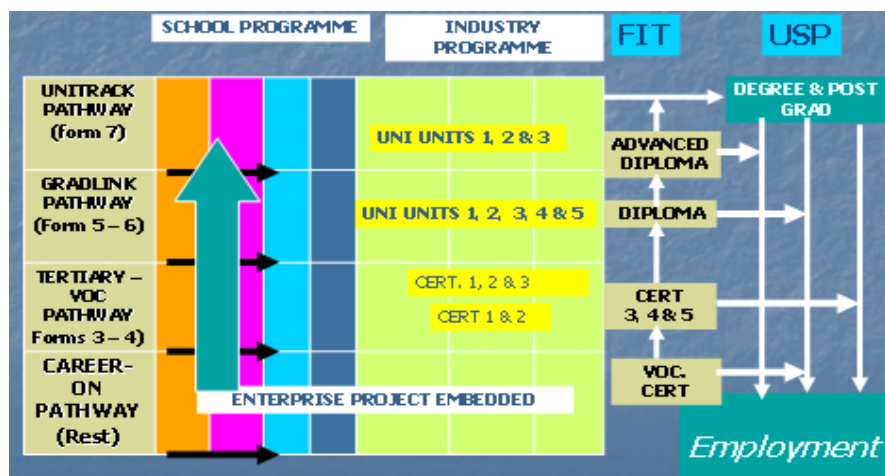 SCHOOL PROGRAMME
INDUSTRY
PROGRAMME
FIT
USP
UNITRACK
PATHWAY
(Form 7)
UNI UNITS 1, 2 & 3
ADVANCED
DIPLOMA
DEGREE & POST
GRAD
GRADLINK
PATHWAY
(Form 5 – 6)
UNI UNITS 1, 2, 3, 4 & 5
DIPLOMA
TERTIARY –
VOC
PATHWAY
Forms 3 – 4)
CERT. 1, 2 & 3
CERT 1 & 2
CERT
3, 4 & 5
CAREER-
ON
PATHWAY
(Rest)
ENTERPRISE PROJECT EMBEDDED
VOC.
CERT
Employment